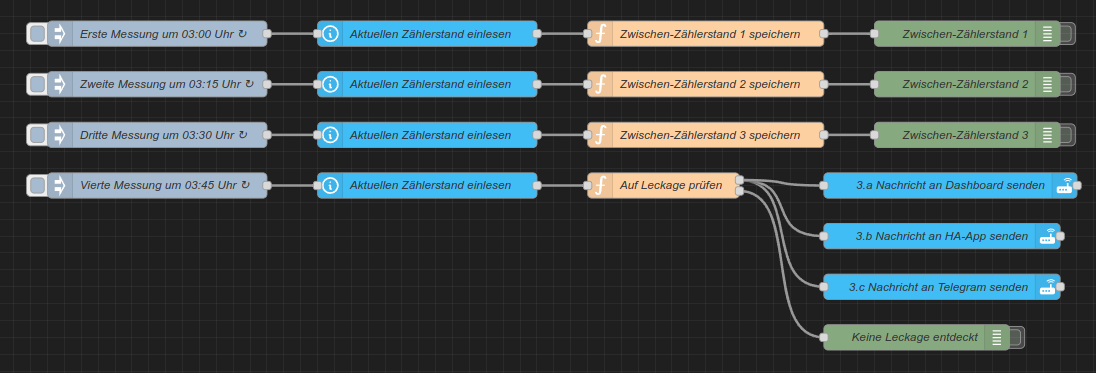 Erste Messung um 03:00 Uhr ↻
Aktuellen Zählerstand einlesen
Zwischen-Zählerstand 1 speichern
Zwischen-Zählerstand 1
Zweite Messung um 03:15 Uhr ↻
Aktuellen Zählerstand einlesen
Zwischen-Zählerstand 2 speichern
Zwischen-Zählerstand 2
Dritte Messung um 03:30 Uhr ↻
Aktuellen Zählerstand einlesen
Zwischen-Zählerstand 3 speichern
Zwischen-Zählerstand 3
Vierte Messung um 03:45 Uhr ↻
Aktuellen Zählerstand einlesen
Auf Leckage prüfen
3.a Nachricht an Dashboard senden
3.b Nachricht an HA-App senden
3.c Nachricht an Telegram senden
Keine Leckage entdeckt